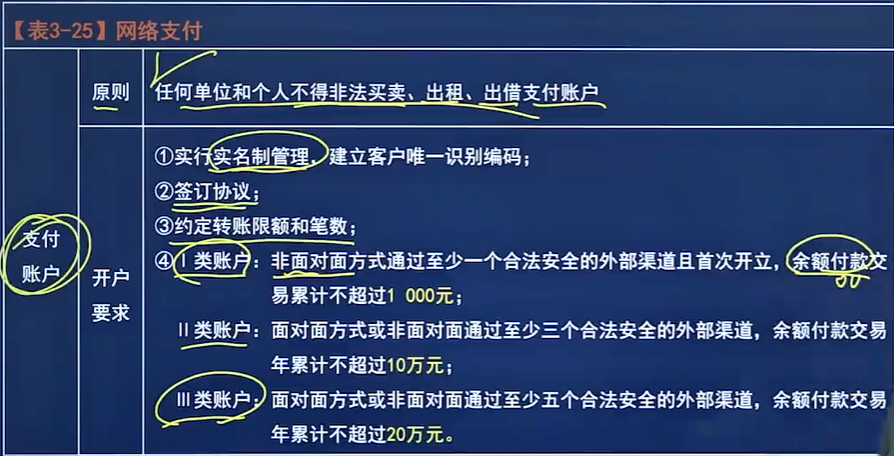 【表3-25】网络支付
原则
任何单位和个人不得非法买卖、出租、出借支付账户
支付
账户
开户
要求
①实行实名制管理，建立客户唯一识别编码；
②签订协议；
③约定转账限额和笔数；
④Ⅰ类账户：非面对面方式通过至少一个合法安全的外部渠道且首次开立，余额付款交
易累计不超过1 000元；
Ⅱ类账户：面对面方式或非面对面通过至少三个合法安全的外部渠道，余额付款交易
年累计不超过10万元；
Ⅲ类账户：面对面方式或非面对面通过至少五个合法安全的外部渠道，余额付款交易
年累计不超过20万元。